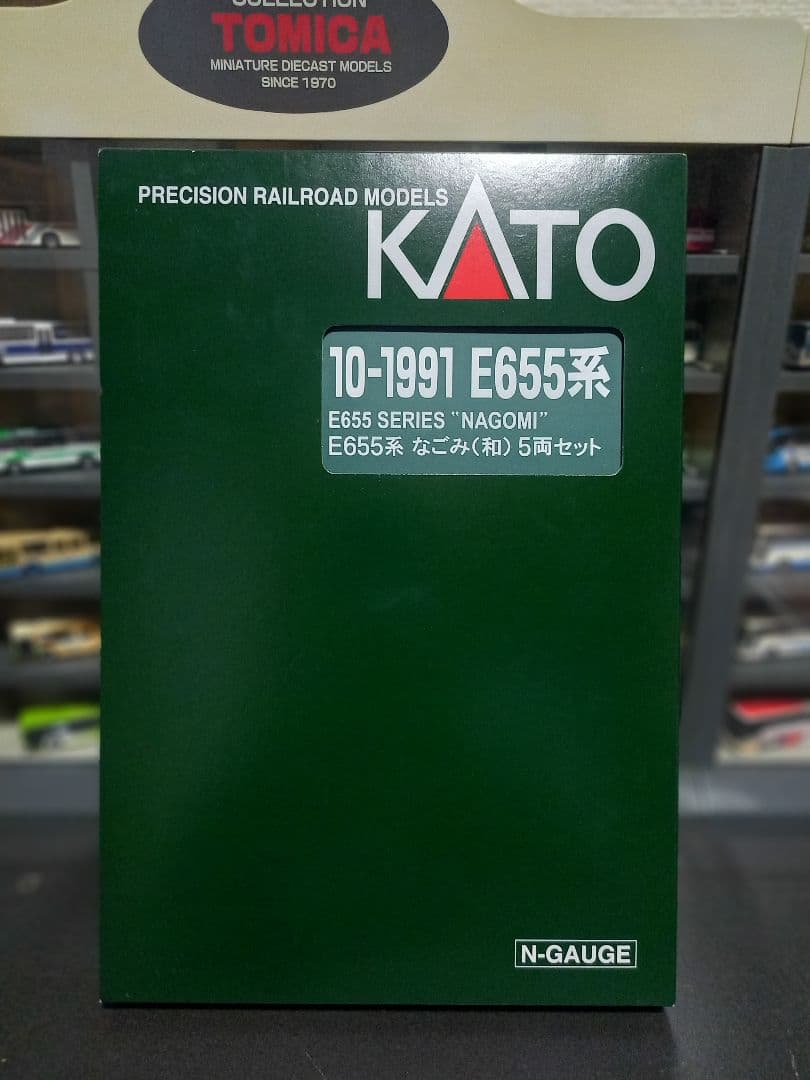 COLLECTION
TOMICA
MINIATURE DIECAST MODELS
SINCE 1970
PRECISION RAILROAD MODELS
KATO
10-1991 E655系
E655 SERIES "NAGOMI"
E655系 なごみ(和) 5両セット
N-GAUGE